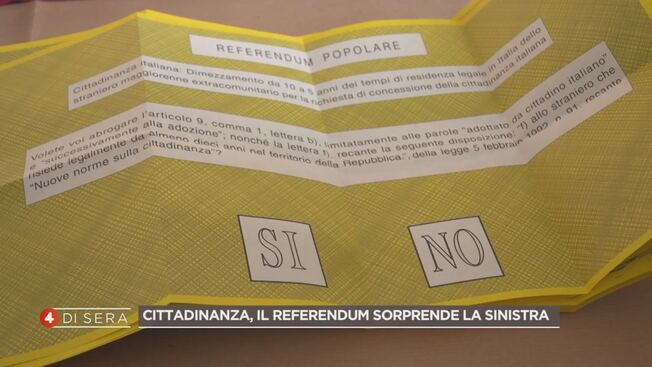 REFERENDUM POPOLARE
Cittadinanza italiana: Dimezzamento da 10 a 5 anni dei tempi di residenza legale in Italia dello
straniero maggiorenne extracomunitario per la richiesta di concessione della cittadinanza italiana
Volete voi abrogare l'articolo 9, comma 1, lettera b), limitatamente alle parole "adottato da cittadino italiano"
e "successivamente alla adozione"; nonché la lettera f), recante la seguente disposizione: "f) allo straniero che
risiede legalmente da almeno dieci anni nel territorio della Repubblica.", della legge 5 febbraio 1992, n. 91, recante
"Nuove norme sulla cittadinanza"?
SI NO
4 DI SERA
CITTADINANZA, IL REFERENDUM SORPRENDE LA SINISTRA